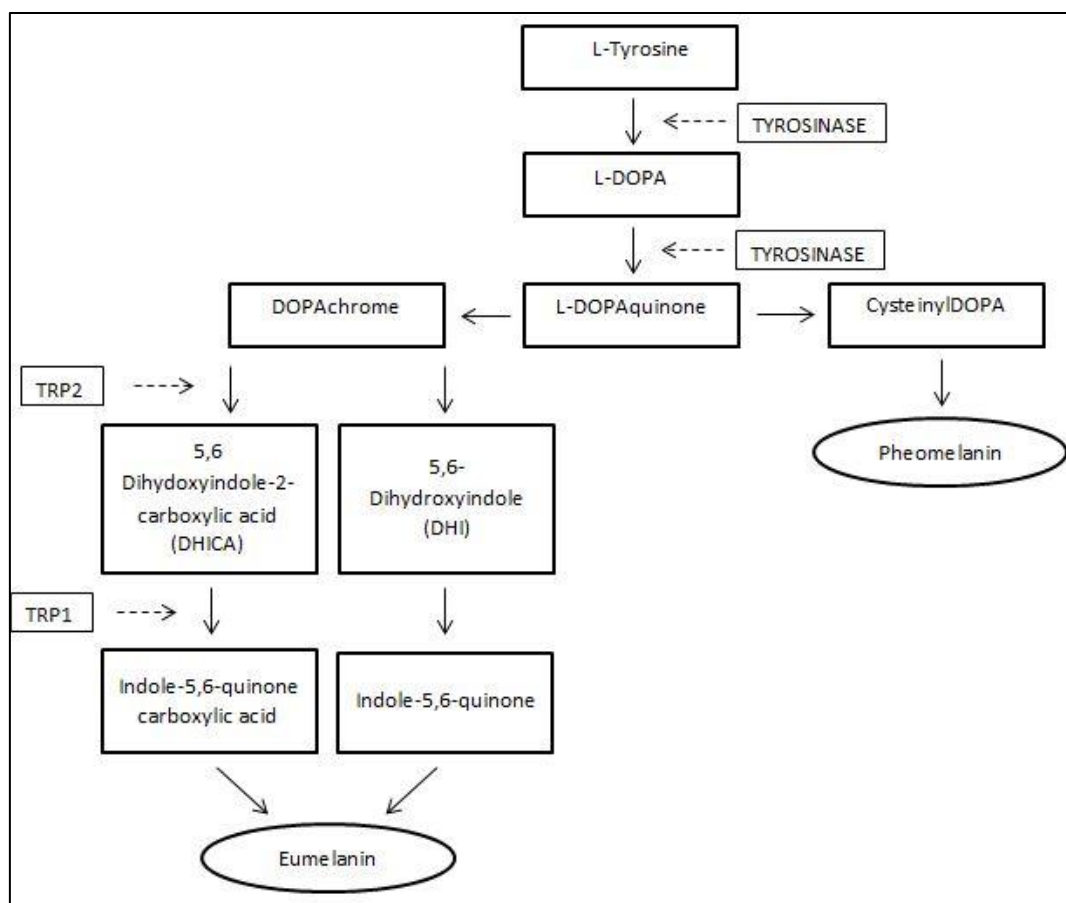 L-Tyrosine
TYROSINASE
L-DOPA
TYROSINASE
DOPAchrome
L-DOPAquinone
CysteinylDOPA
TRP2
5,6
Dihydoxyindole-2-
carboxylic acid
(DHICA)
5,6-
Dihydroxyindole
(DHI)
Pheomelanin
TRP1
Indole-5,6-quinone
carboxylic acid
Indole-5,6-quinone
Eumelanin